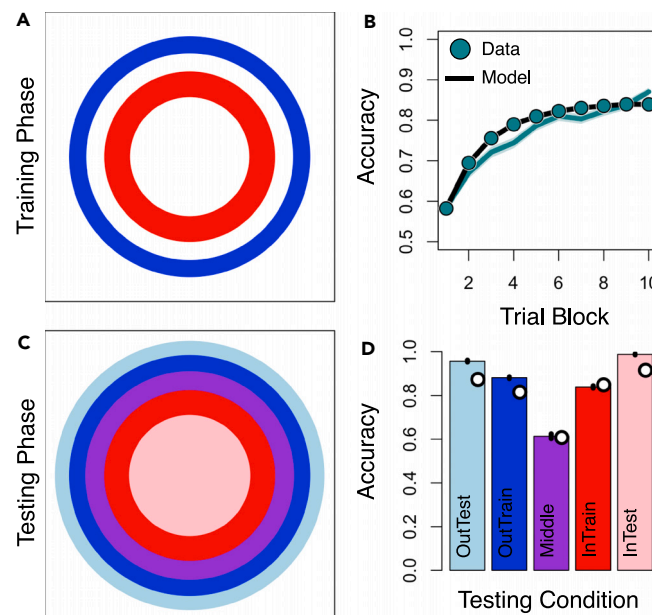 A
Training Phase
B
1.0
0.9
0.8
0.7
0.6
0.5
Accuracy
Data
Model
2
4
6
8
10
Trial Block
C
Testing Phase
D
1.0
0.8
0.6
0.4
0.2
0.0
Accuracy
OutTest
OutTrain
Middle
InTrain
InTest
Testing Condition